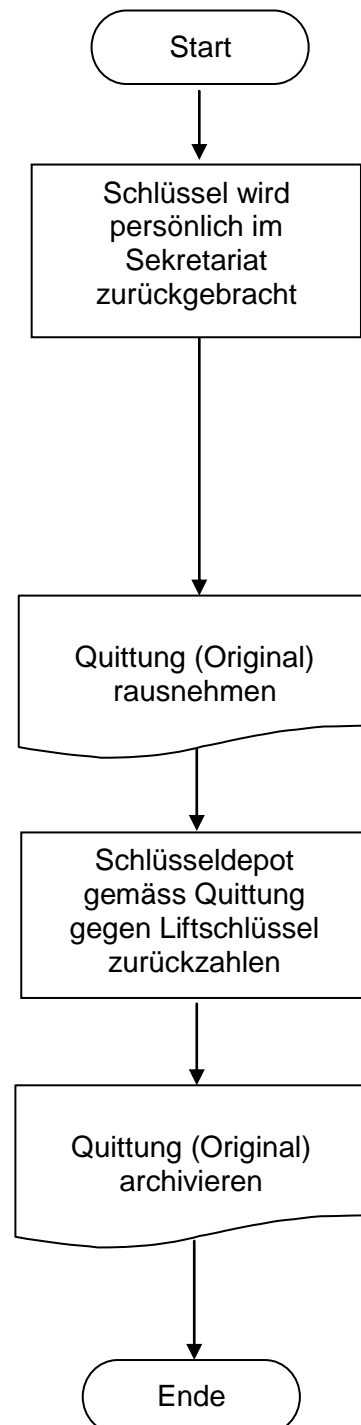 Start
Schlüssel wird
persönlich im
Sekretariat
zurückgebracht
Quittung (Original)
rausnehmen
Schlüsseldepot
gemäss Quittung
gegen Liftschlüssel
zurückzahlen
Quittung (Original)
archivieren
Ende